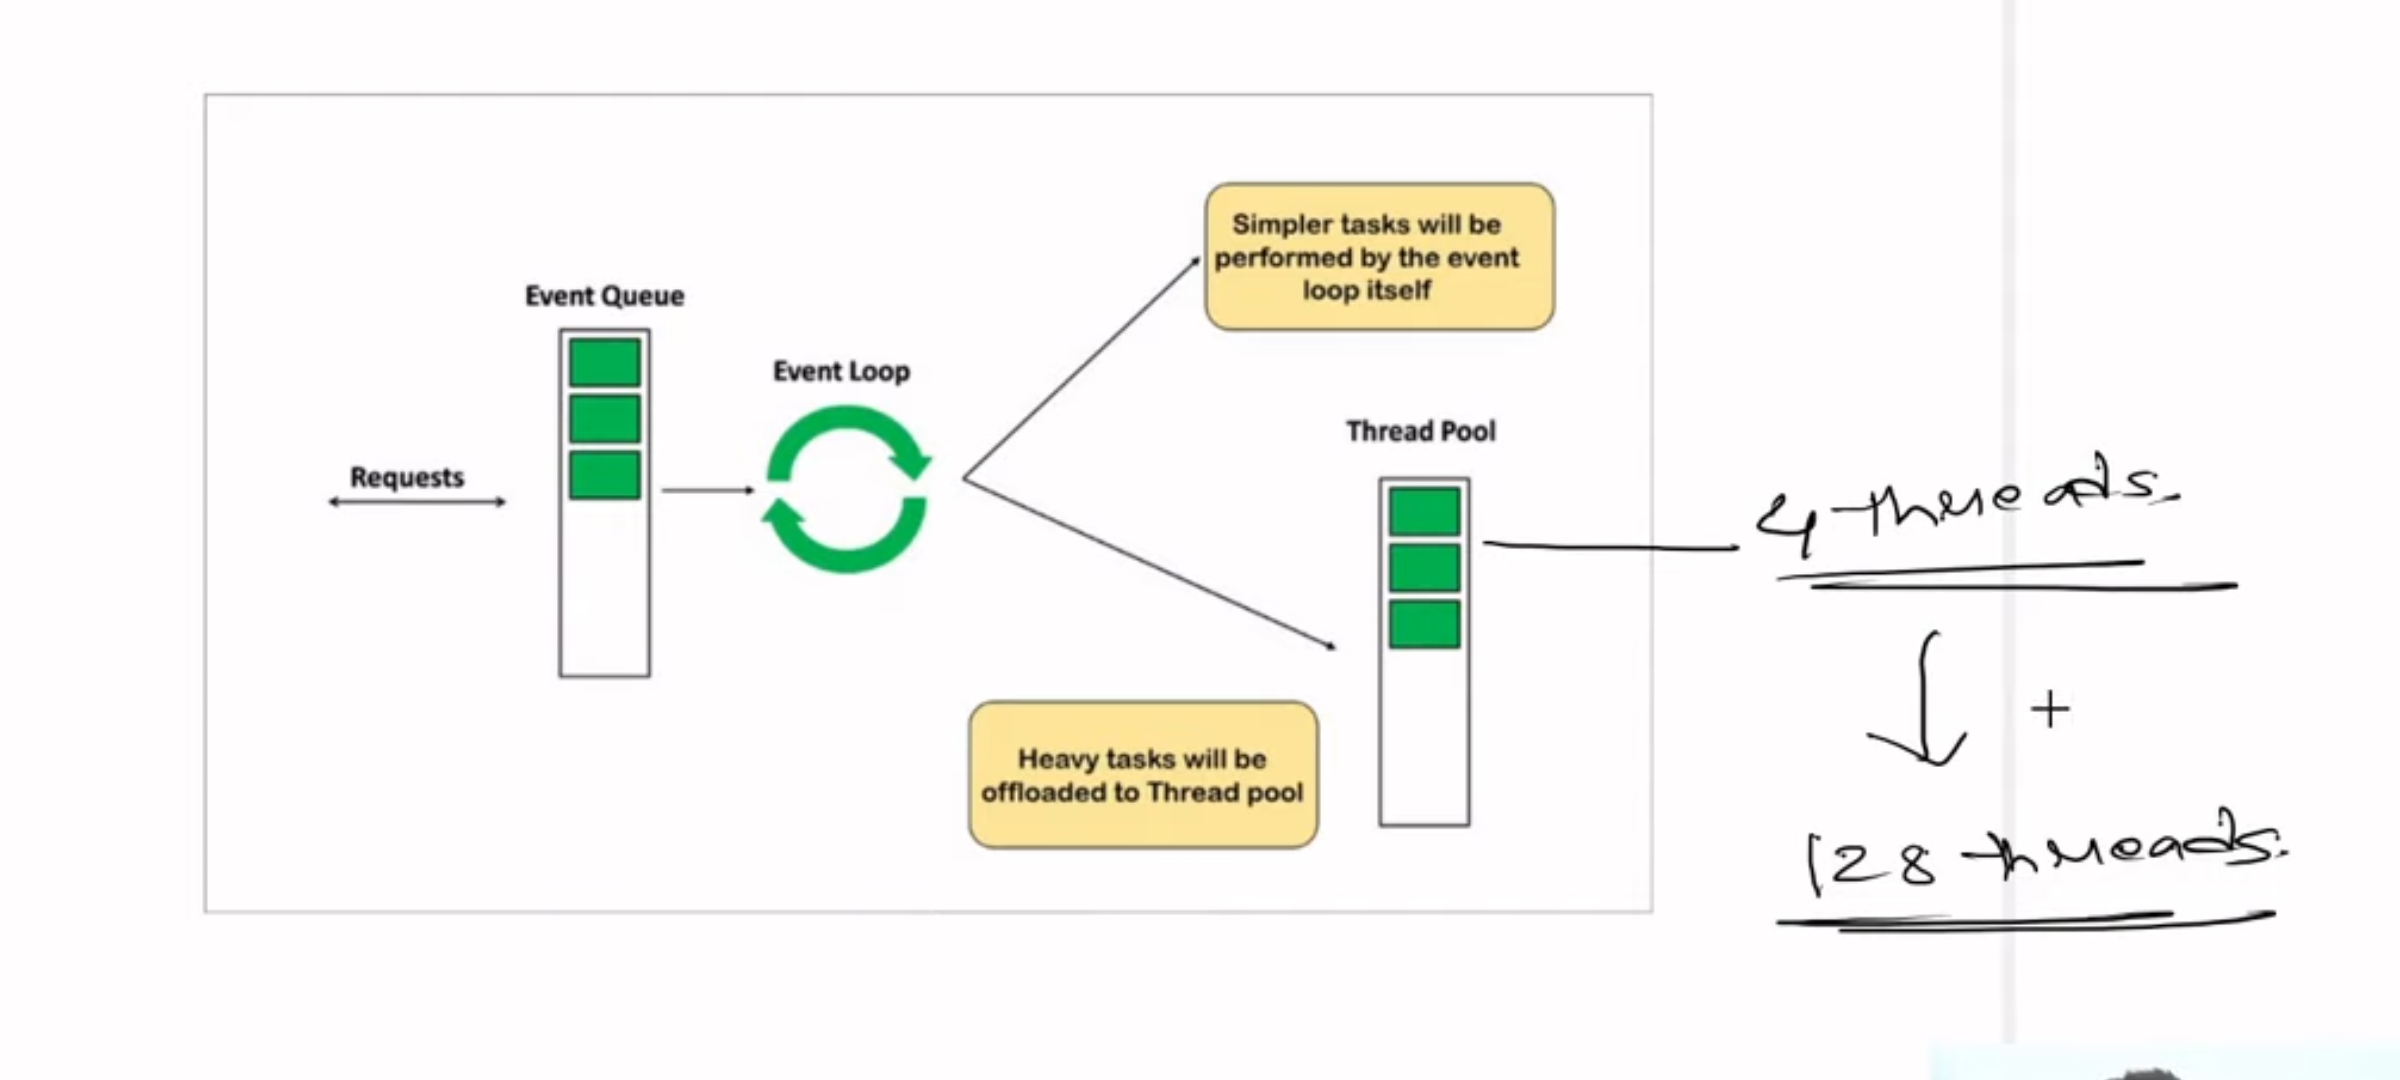 Simpler tasks will be
performed by the event
loop itself
Event Queue
Event Loop
Thread Pool
Requests
4 threads.
+
Heavy tasks will be
offloaded to Thread pool
128 threads.